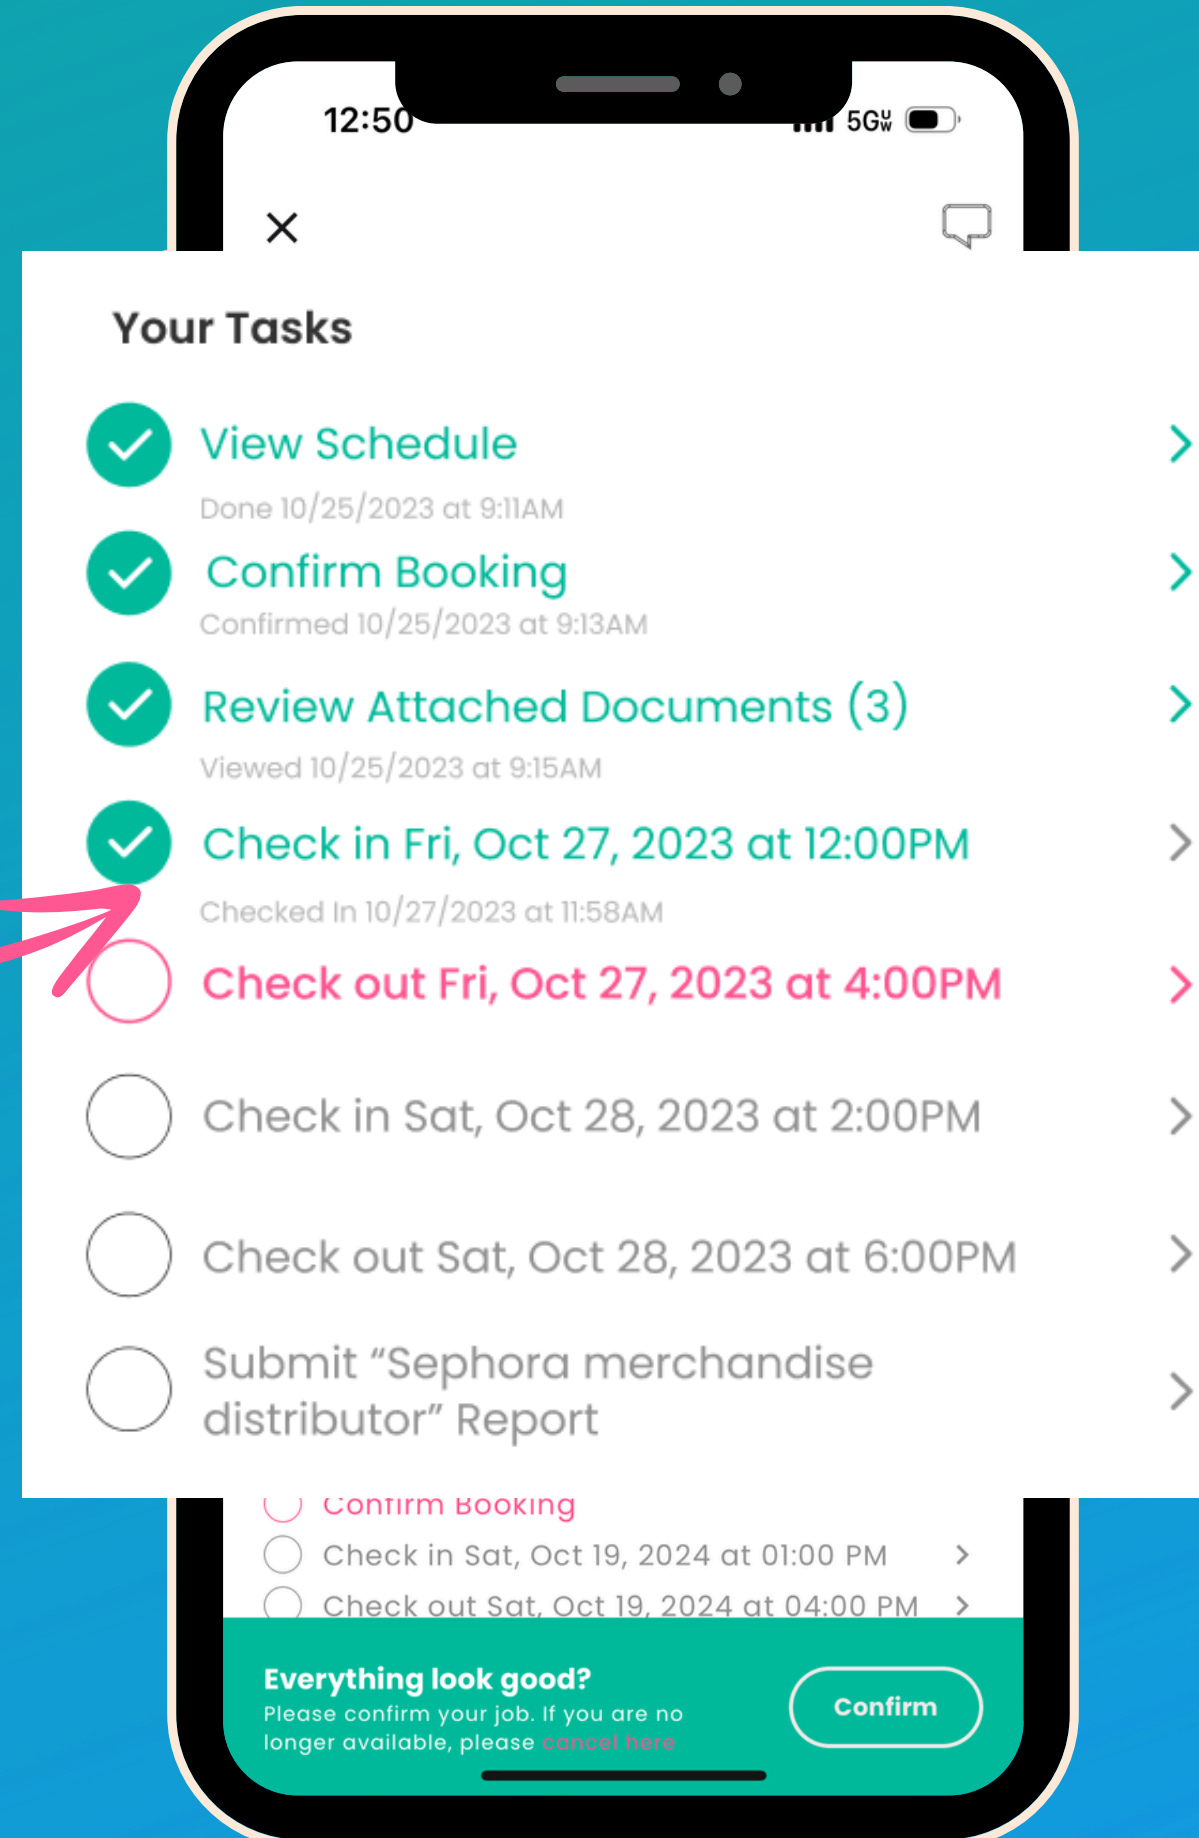 12:50
5G UW
Your Tasks
View Schedule
Done 10/25/2023 at 9:11AM
Confirm Booking
Confirmed 10/25/2023 at 9:13AM
Review Attached Documents (3)
Viewed 10/25/2023 at 9:15AM
Check in Fri, Oct 27, 2023 at 12:00PM
Checked In 10/27/2023 at 11:58AM
Check out Fri, Oct 27, 2023 at 4:00PM
Check in Sat, Oct 28, 2023 at 2:00PM
Check out Sat, Oct 28, 2023 at 6:00PM
Submit “Sephora merchandise
distributor” Report
Confirm Booking
Check in Sat, Oct 19, 2024 at 01:00 PM
Check out Sat, Oct 19, 2024 at 04:00 PM
Everything look good?
Please confirm your job. If you are no
longer available, please cancel here
Confirm